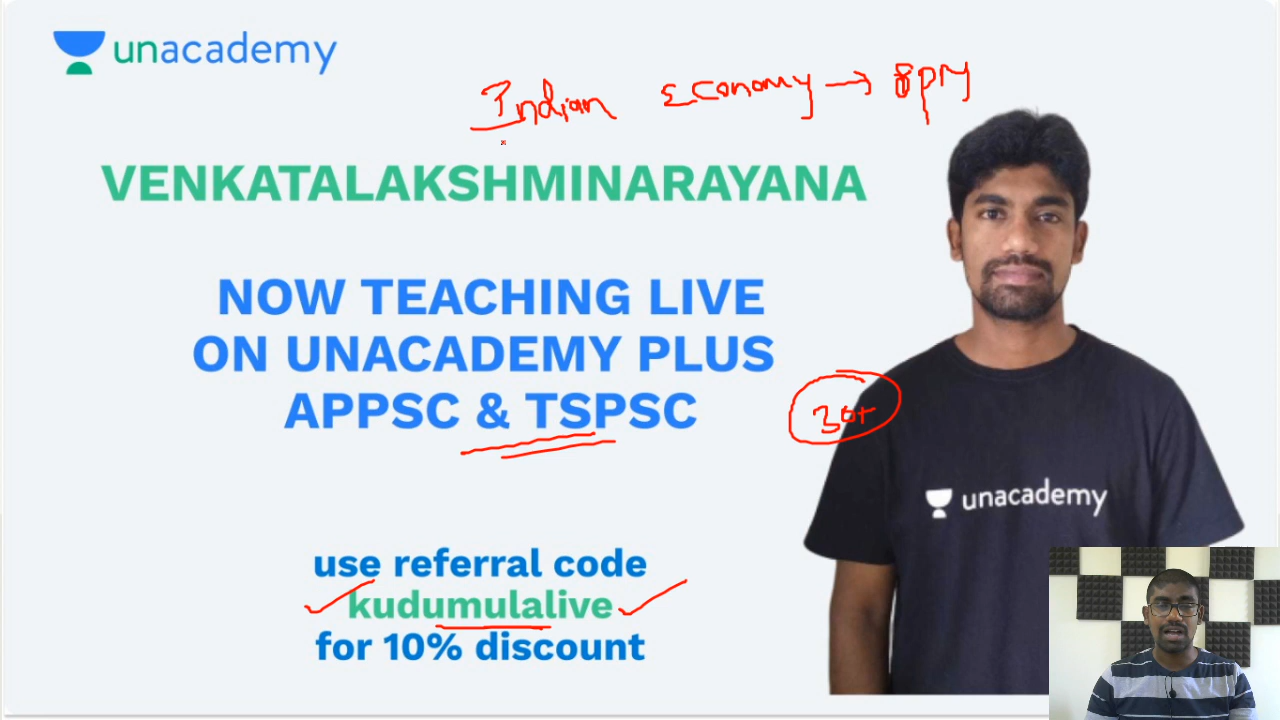 unacademy
Indian Economy → 8pm
VENKATALAKSHMINARAYANA
NOW TEACHING LIVE
ON UNACADEMY PLUS
APPSC & TSPSC
30+
unacademy
use referral code
kudumulalive
for 10% discount